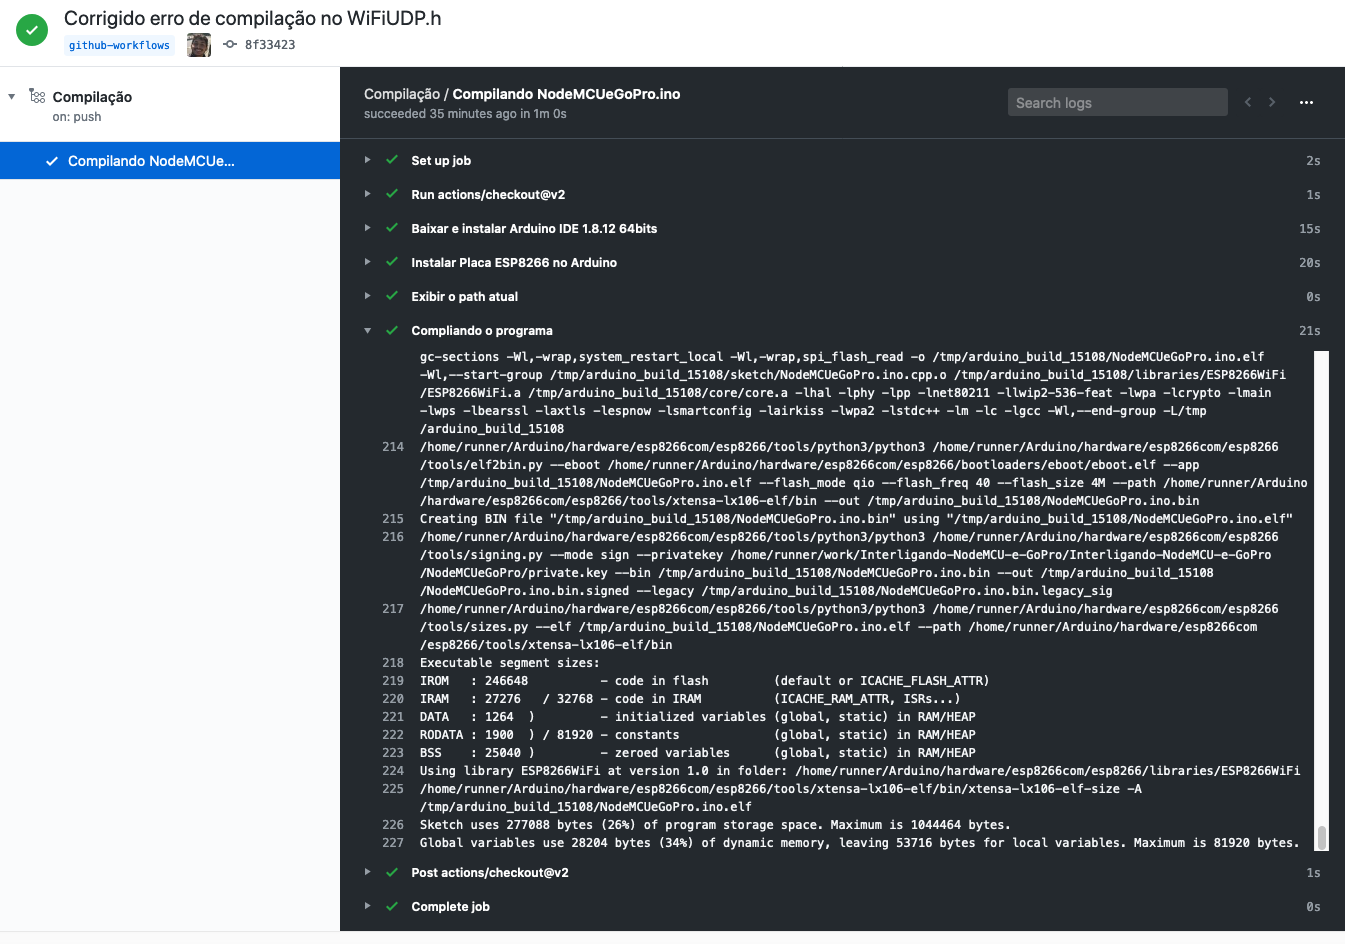 Corrigido erro de compilação no WiFiUDP.h
github-workflows 8f33423
Compilação
on: push
Compilando NodeMCUe...
Compilação / Compilando NodeMCUeGoPro.ino
succeeded 35 minutes ago in 1m 0s
Search logs
Set up job 2s
Run actions/checkout@v2 1s
Baixar e instalar Arduino IDE 1.8.12 64bits 15s
Instalar Placa ESP8266 no Arduino 20s
Exibir o path atual 0s
Compliando o programa 21s
gc-sections -Wl,-wrap,system_restart_local -Wl,-wrap,spi_flash_read -o /tmp/arduino_build_15108/NodeMCUeGoPro.ino.elf
-Wl,--start-group /tmp/arduino_build_15108/sketch/NodeMCUeGoPro.ino.cpp.o /tmp/arduino_build_15108/libraries/ESP8266WiFi
/ESP8266WiFi.a /tmp/arduino_build_15108/core/core.a -lhal -lphy -lpp -lnet80211 -llwip2-536-feat -lwpa -lcrypto -lmain
-lwps -lbearssl -laxtls -lespnow -lsmartconfig -lairkiss -lwpa2 -lstdc++ -lm -lc -lgcc -Wl,--end-group -L/tmp
/arduino_build_15108
214 /home/runner/Arduino/hardware/esp8266com/esp8266/tools/python3/python3 /home/runner/Arduino/hardware/esp8266com/esp8266
/tools/elf2bin.py --eboot /home/runner/Arduino/hardware/esp8266com/esp8266/bootloaders/eboot/eboot.elf --app
/tmp/arduino_build_15108/NodeMCUeGoPro.ino.elf --flash_mode qio --flash_freq 40 --flash_size 4M --path /home/runner/Arduino
/hardware/esp8266com/esp8266/tools/xtensa-lx106-elf/bin --out /tmp/arduino_build_15108/NodeMCUeGoPro.ino.bin
215 Creating BIN file "/tmp/arduino_build_15108/NodeMCUeGoPro.ino.bin" using "/tmp/arduino_build_15108/NodeMCUeGoPro.ino.elf"
216 /home/runner/Arduino/hardware/esp8266com/esp8266/tools/python3/python3 /home/runner/Arduino/hardware/esp8266com/esp8266
/tools/signing.py --mode sign --privatekey /home/runner/work/Interligando-NodeMCU-e-GoPro/Interligando-NodeMCU-e-GoPro
/NodeMCUeGoPro/private.key --bin /tmp/arduino_build_15108/NodeMCUeGoPro.ino.bin --out /tmp/arduino_build_15108
/NodeMCUeGoPro.ino.bin.signed --legacy /tmp/arduino_build_15108/NodeMCUeGoPro.ino.bin.legacy_sig
217 /home/runner/Arduino/hardware/esp8266com/esp8266/tools/python3/python3 /home/runner/Arduino/hardware/esp8266com/esp8266
/tools/sizes.py --elf /tmp/arduino_build_15108/NodeMCUeGoPro.ino.elf --path /home/runner/Arduino/hardware/esp8266com
/esp8266/tools/xtensa-lx106-elf/bin
218 Executable segment sizes:
219 IROM : 246648 - code in flash (default or ICACHE_FLASH_ATTR)
220 IRAM : 27276 / 32768 - code in IRAM (ICACHE_RAM_ATTR, ISRs...)
221 DATA : 1264 ) - initialized variables (global, static) in RAM/HEAP
222 RODATA : 1900 ) / 81920 - constants (global, static) in RAM/HEAP
223 BSS : 25040 ) - zeroed variables (global, static) in RAM/HEAP
224 Using library ESP8266WiFi at version 1.0 in folder: /home/runner/Arduino/hardware/esp8266com/esp8266/libraries/ESP8266WiFi
225 /home/runner/Arduino/hardware/esp8266com/esp8266/tools/xtensa-lx106-elf/bin/xtensa-lx106-elf-size -A
/tmp/arduino_build_15108/NodeMCUeGoPro.ino.elf
226 Sketch uses 277088 bytes (26%) of program storage space. Maximum is 1044464 bytes.
227 Global variables use 28204 bytes (34%) of dynamic memory, leaving 53716 bytes for local variables. Maximum is 81920 bytes.
Post actions/checkout@v2 1s
Complete job 0s